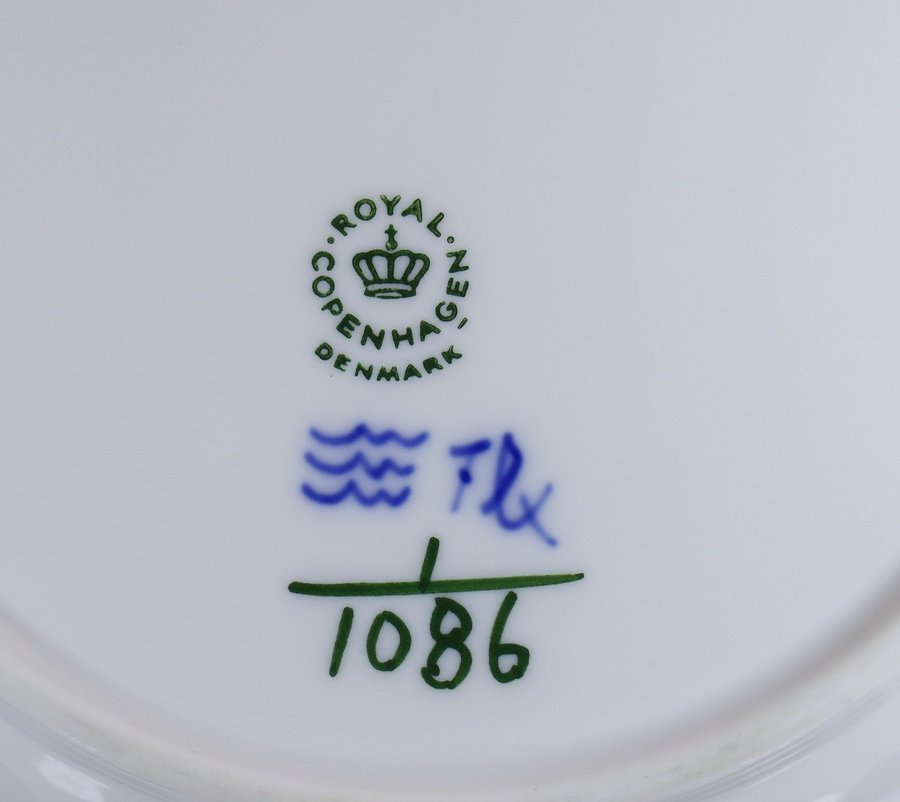 ROYAL
COPENHAGEN
DENMARK
1
1086